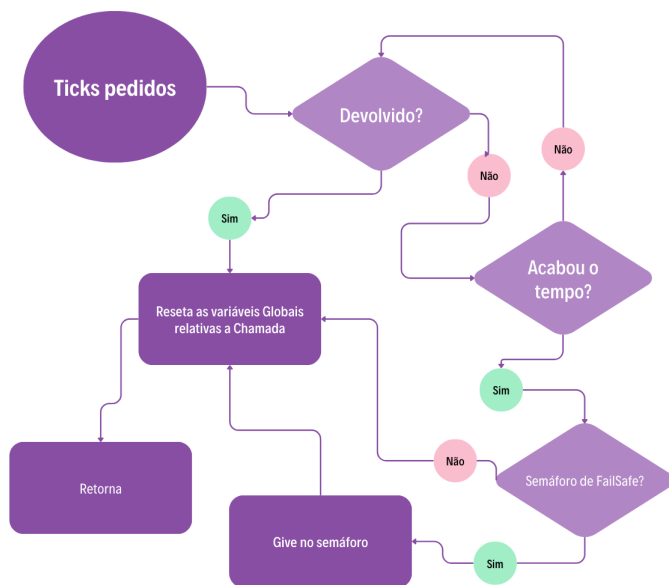 Ticks pedidos
Devolvido?
Não
Não
Sim
Acabou o
tempo?
Reseta as variáveis Globais
relativas a Chamada
Sim
Não
Semáforo de FailSafe?
Retorna
Give no semáforo
Sim